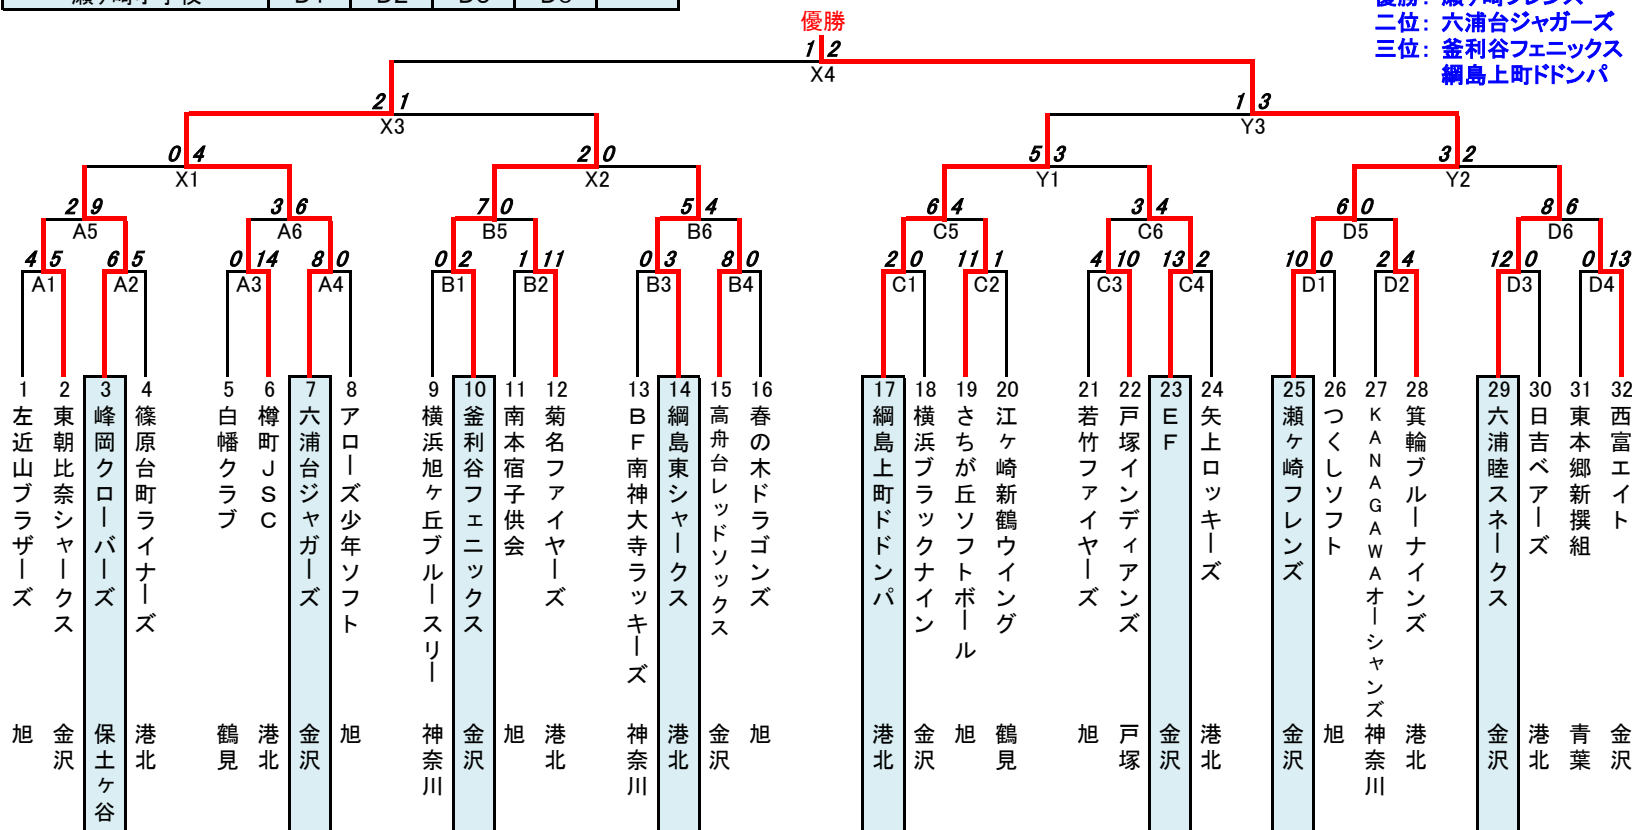 瀬ヶ崎小学校 D1 D2 D3 D5
優勝
優勝: 瀬ヶ崎フレンズ
二位: 六浦台ジャガーズ
三位: 釜利谷フェニックス
綱島上町ドドンパ
1 2
X4
2 1
X3
1 3
Y3
0 4
X1
2 0
X2
5 3
Y1
3 2
Y2
2 9
A5
3 6
A6
7 0
B5
5 4
B6
6 4
C5
3 4
C6
6 0
D5
8 6
D6
4 5
A1
6 5
A2
0 14
A3
8 0
A4
0 2
B1
1 11
B2
0 3
B3
8 0
B4
2 0
C1
11 1
C2
4 10
C3
13 2
C4
10 0
D1
2 4
D2
12 0
D3
0 13
D4
1 左近山ブラザーズ 旭
2 東朝比奈シャークス 金沢
3 峰岡クローバーズ 保土ヶ谷
4 篠原台町ライナーズ 港北
5 白幡クラブ 鶴見
6 樽町JSC 港北
7 六浦台ジャガーズ 金沢
8 アローズ少年ソフト 旭
9 横浜旭ヶ丘ブルースリー 神奈川
10 釜利谷フェニックス 金沢
11 南本宿子供会 旭
12 菊名ファイヤーズ 港北
13 BF南神大寺ラッキーズ 神奈川
14 綱島東シャークス 港北
15 高舟台レッドソックス 金沢
16 春の木ドラゴンズ 旭
17 綱島上町ドドンパ 港北
18 横浜ブラックナイン 金沢
19 さちが丘ソフトボール 旭
20 江ヶ崎新鶴ウイング 鶴見
21 若竹ファイヤーズ 旭
22 戸塚インディアンズ 戸塚
23 EF 金沢
24 矢上ロッキーズ 港北
25 瀬ヶ崎フレンズ 金沢
26 つくしソフト 旭
27 KANAGAWAオーシャンズ 神奈川
28 箕輪ブルーナインズ 港北
29 六浦睦スネークス 金沢
30 日吉ベアーズ 港北
31 東本郷新撰組 青葉
32 西富エイト 金沢